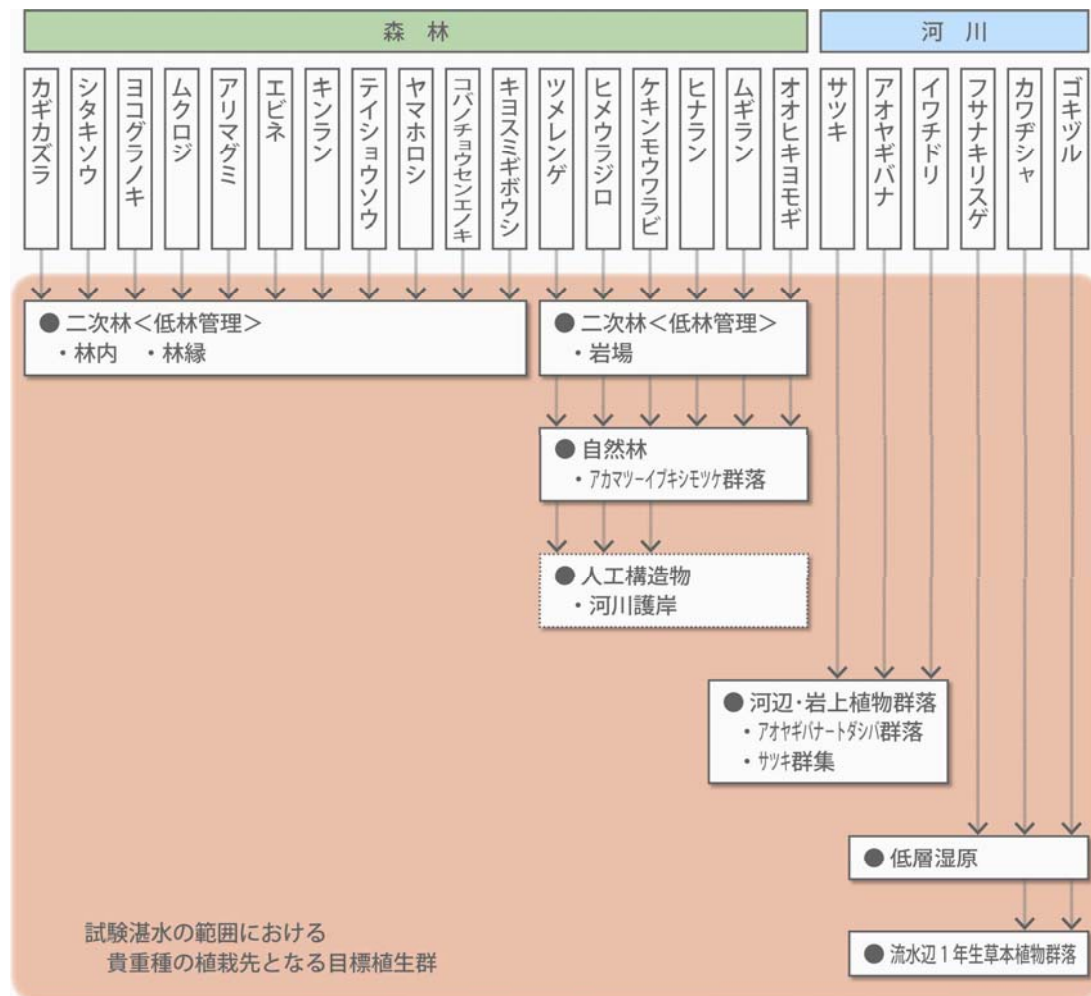 森 林
河 川
カギカズラ
シタキソウ
ヨコグラノキ
ムクロジ
アリマグミ
エビネ
キンラン
テイショウソウ
ヤマホロシ
コバノチョウセンエノキ
キヨスミギボウシ
ツメレンゲ
ヒメウラジロ
ケキンモウワラビ
ヒナラン
ムギラン
オオヒキヨモギ
サツキ
アオヤギバナ
イワチドリ
フサナキリスゲ
カワヂシャ
ゴキヅル
● 二次林<低林管理>
・林内 ・林縁
● 二次林<低林管理>
・岩場
● 自然林
・アカマツーイブキシモツケ群落
● 人工構造物
・河川護岸
● 河辺・岩上植物群落
・アオヤギバナートダシバ群落
・サツキ群集
● 低層湿原
● 流水辺1年生草本植物群落
試験湛水の範囲における
貴重種の植栽先となる目標植生群